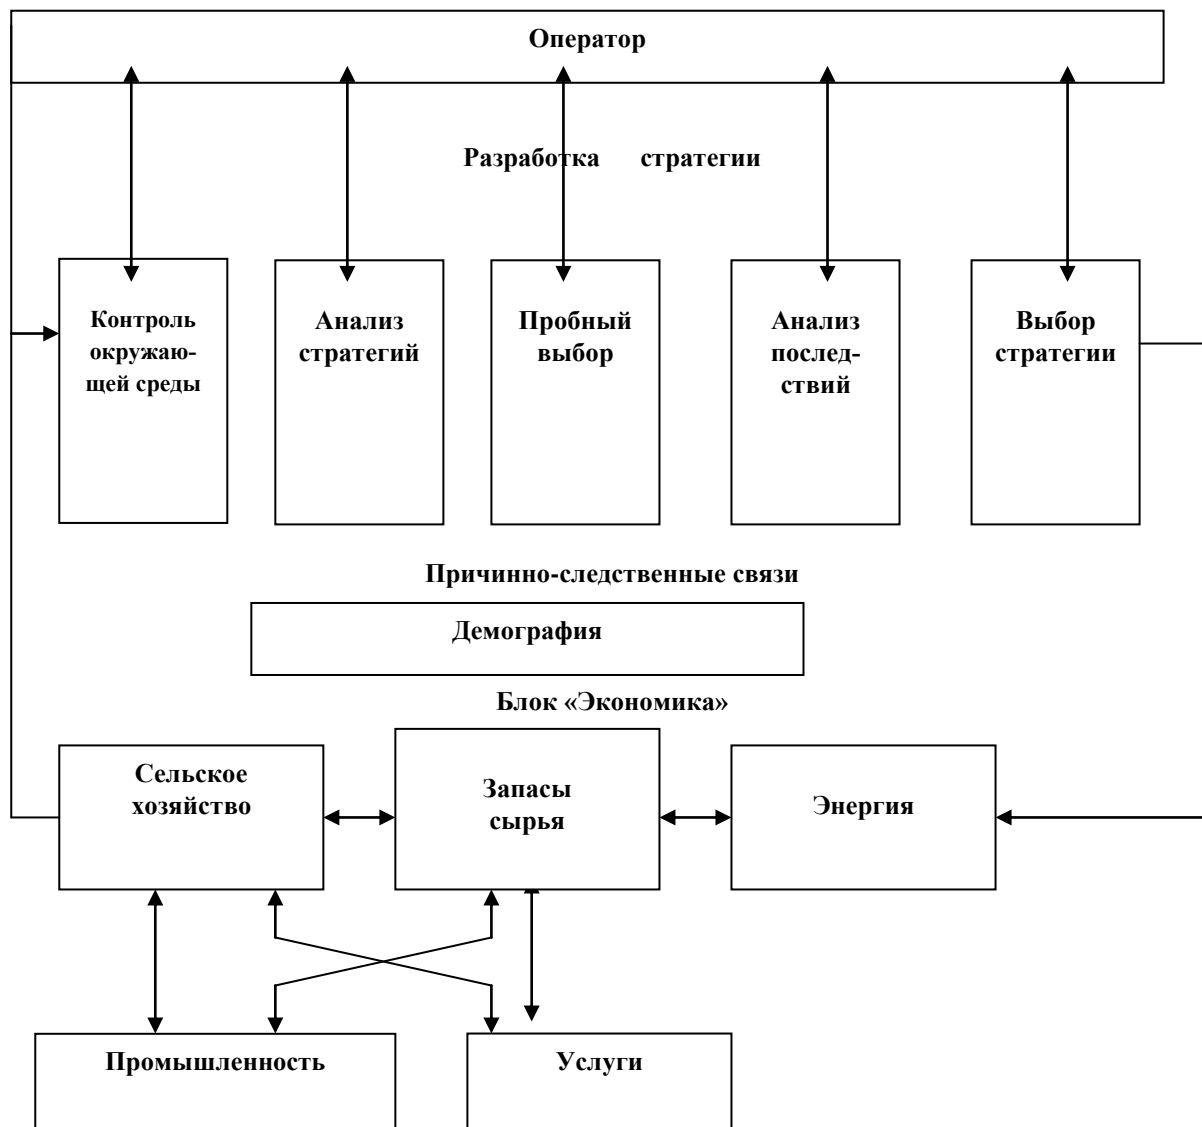 Оператор
Разработка стратегии
Контроль
окружаю-
щей среды
Анализ
стратегий
Пробный
выбор
Анализ
послед-
ствий
Выбор
стратегии
Причинно-следственные связи
Демография
Блок «Экономика»
Сельское
хозяйство
Запасы
сырья
Энергия
Промышленность
Услуги